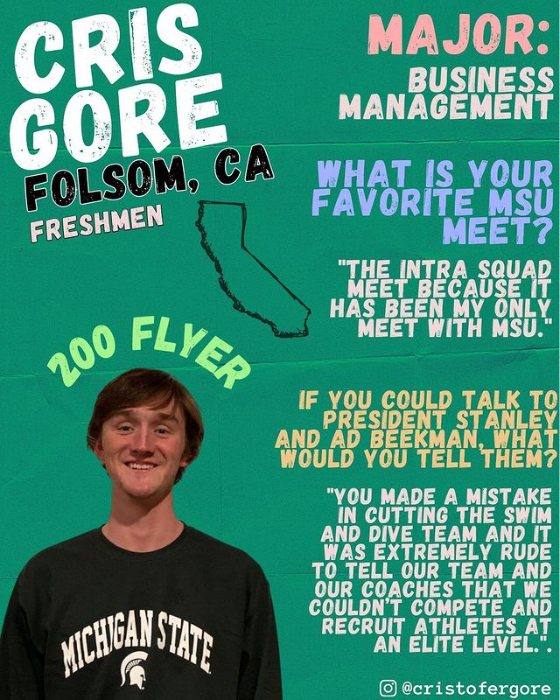 CRIS
GORE
FOLSOM, CA
FRESHMEN
MAJOR:
BUSINESS
MANAGEMENT
WHAT IS YOUR
FAVORITE MSU
MEET?
"THE INTRA SQUAD
MEET BECAUSE IT
HAS BEEN MY ONLY
MEET WITH MSU."
200 FLYER
IF YOU COULD TALK TO
PRESIDENT STANLEY
AND AD BEEKMAN, WHAT
WOULD YOU TELL THEM?
"YOU MADE A MISTAKE
IN CUTTING THE SWIM
AND DIVE TEAM AND IT
WAS EXTREMELY RUDE
TO TELL OUR TEAM AND
OUR COACHES THAT WE
COULDN'T COMPETE AND
RECRUIT ATHLETES AT
AN ELITE LEVEL.".
MICHIGAN STATE
@cristofergore